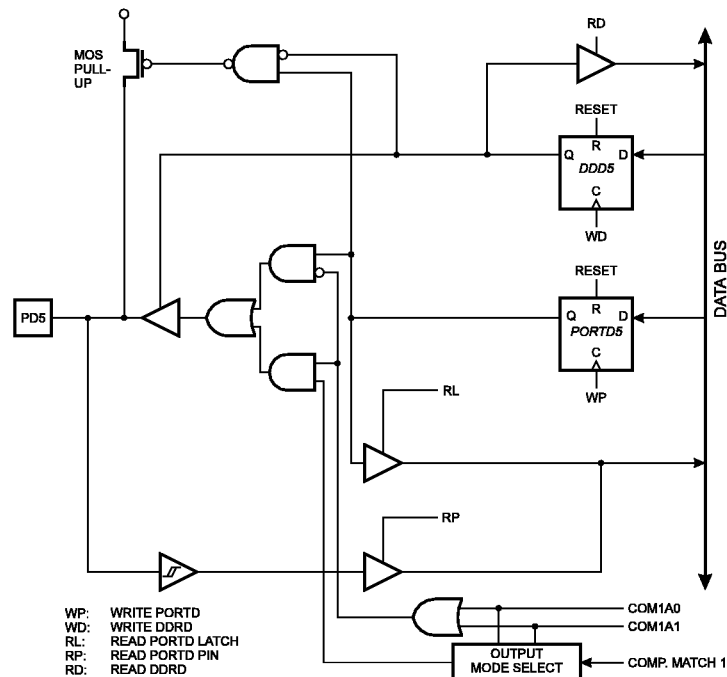 RD
MOS
PULL-
UP
RESET
R
Q
D
DDD5
C
WD
RESET
R
Q
D
PORTD5
C
WP
PD5
DATA BUS
RL
RP
WP: WRITE PORTD
WD: WRITE DDRD
RL: READ PORTD LATCH
RP: READ PORTD PIN
RD: READ DDRD
COM1A0
COM1A1
OUTPUT
MODE SELECT
COMP. MATCH 1